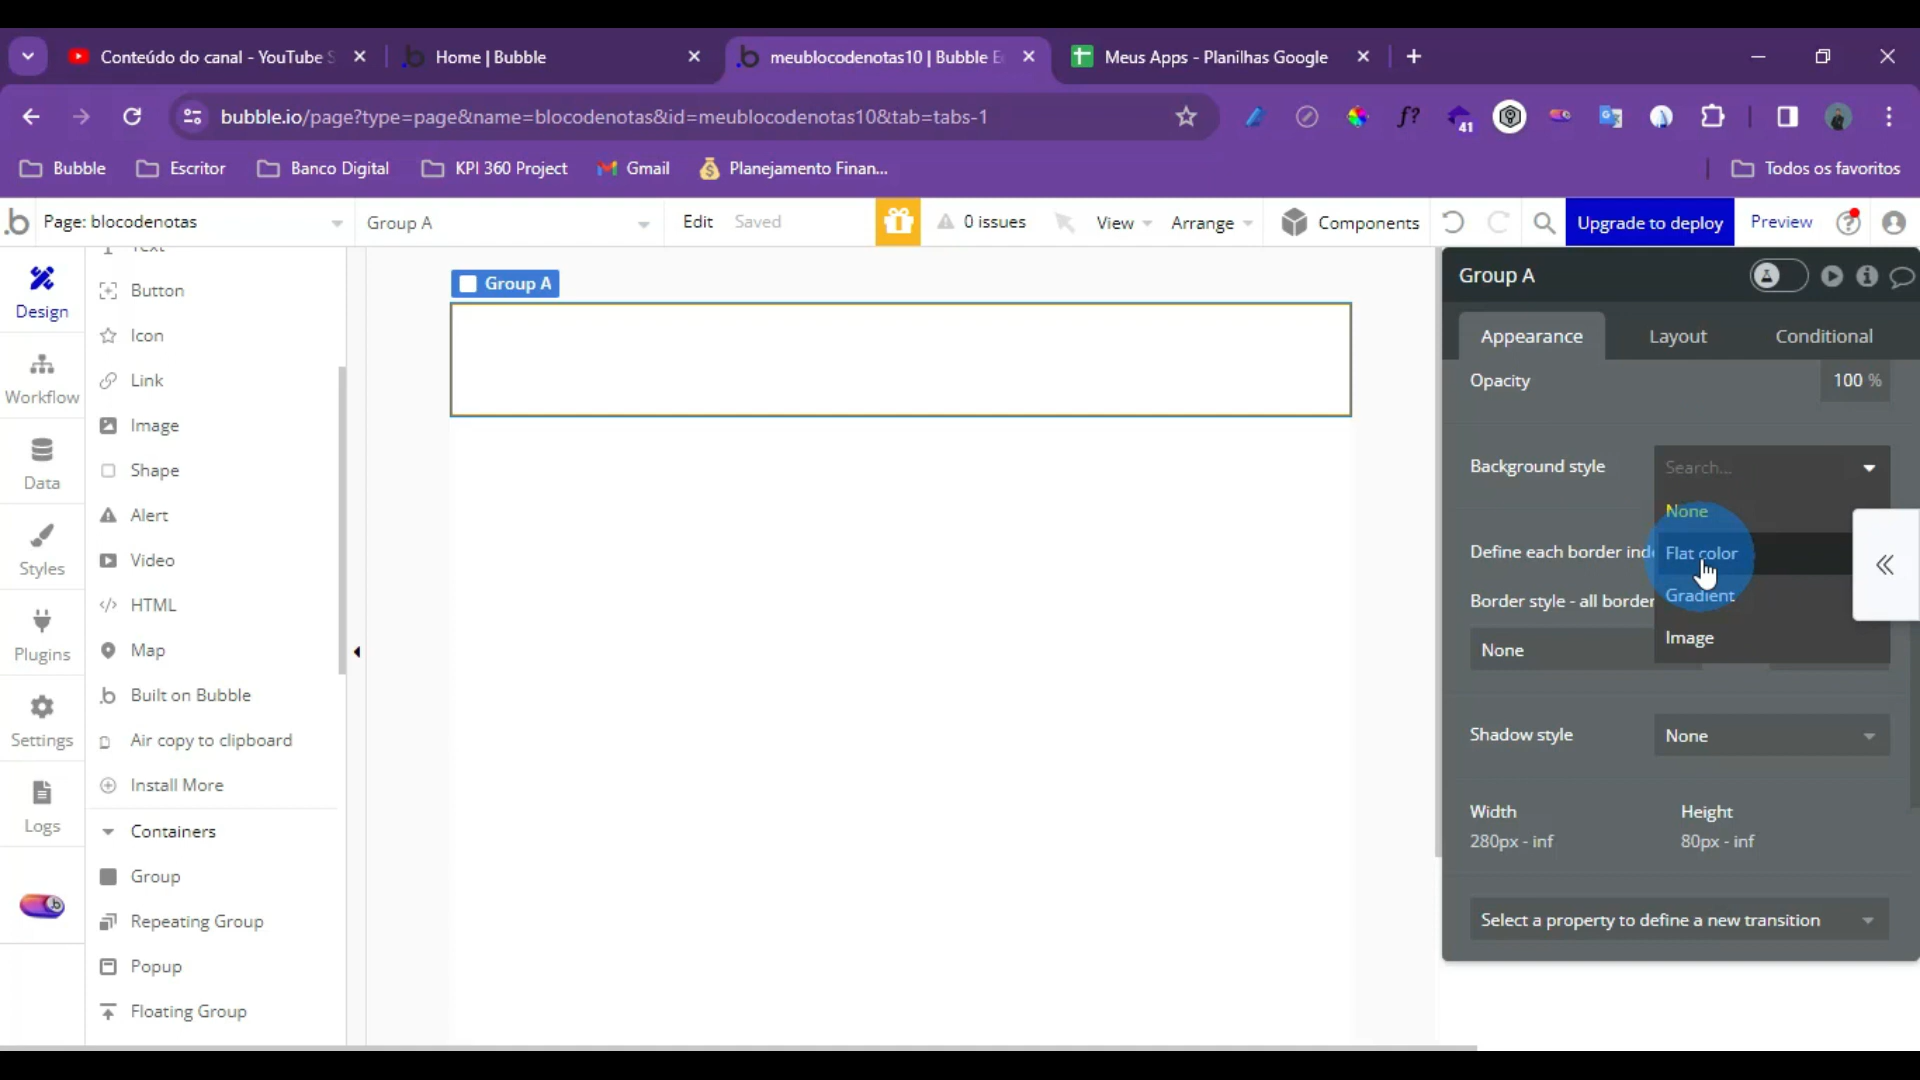 Conteúdo do canal - YouTube S
Home | Bubble
meublocodenotas10 | Bubble E
Meus Apps - Planilhas Google
bubble.io/page?type=page&name=blocodenotas&id=meublocodenotas10&tab=tabs-1
41
Bubble
Escritor
Banco Digital
KPI 360 Project
Gmail
Planejamento Finan...
Todos os favoritos
Page: blocodenotas
Group A
Edit
Saved
0 issues
View
Arrange
Components
Upgrade to deploy
Preview
Design
Workflow
Data
Styles
Plugins
Settings
Logs
Text
Button
Icon
Link
Image
Shape
Alert
Video
HTML
Map
Built on Bubble
Air copy to clipboard
Install More
Containers
Group
Repeating Group
Popup
Floating Group
Group A
Group A
Appearance
Layout
Conditional
Opacity
100 %
Background style
Search...
None
Flat color
Gradient
Image
Define each border inde
Border style - all border
None
Shadow style
None
Width
Height
280px - inf
80px - inf
Select a property to define a new transition